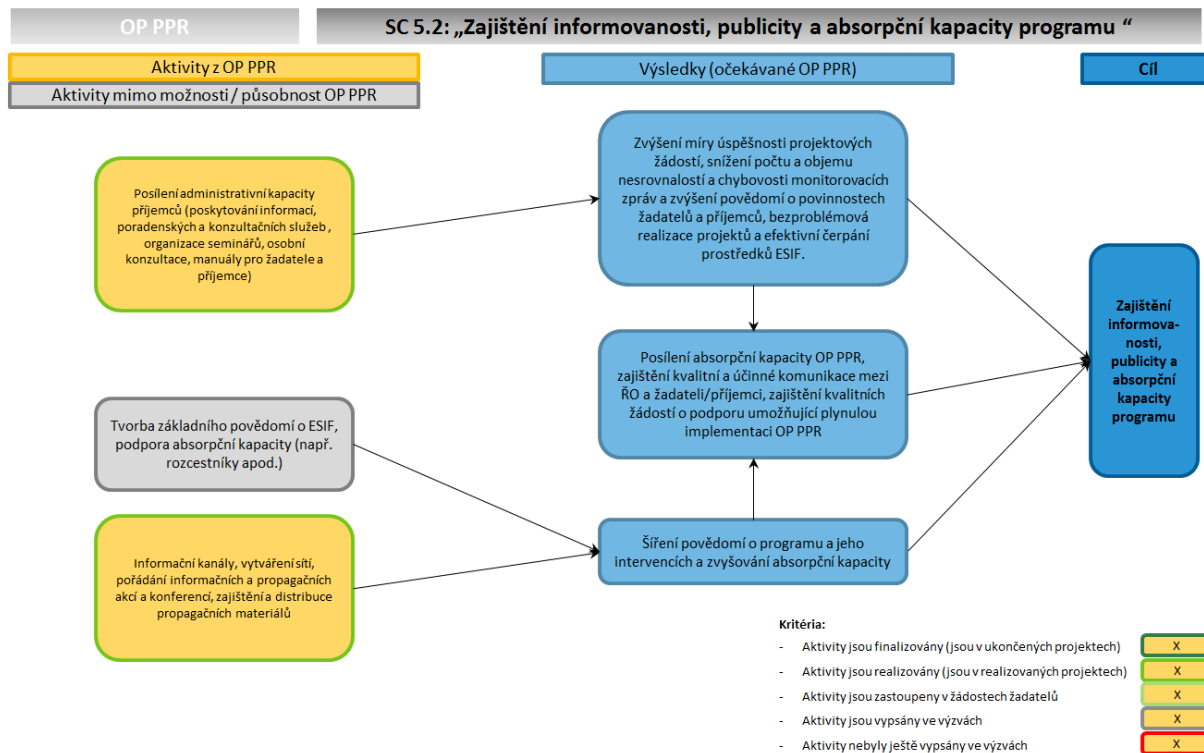 OP PPR
SC 5.2: „Zajištění informovanosti, publicity a absorpční kapacity programu “
Aktivity z OP PPR
Výsledky (očekávané OP PPR)
Cíl
Aktivity mimo možnosti / působnost OP PPR
Posílení administrativní kapacity
příjemců (poskytování informací,
poradenských a konzultačních služeb ,
organizace seminářů, osobní
konzultace, manuály pro žadatele a
příjemce)
Zvýšení míry úspěšnosti projektových
žádostí, snížení počtu a objemu
nesrovnalostí a chybovosti monitorovacích
zpráv a zvýšení povědomí o povinnostech
žadatelů a příjemců, bezproblémová
realizace projektů a efektivní čerpání
prostředků ESIF.
Posílení absorpční kapacity OP PPR,
zajištění kvalitní a účinné komunikace mezi
ŘO a žadateli/příjemci, zajištění kvalitních
žádostí o podporu umožňující plynulou
implementaci OP PPR
Zajištění
informova-
nosti,
publicity a
absorpční
kapacity
programu
Tvorba základního povědomí o ESIF,
podpora absorpční kapacity (např.
rozcestníky apod.)
Informační kanály, vytváření sítí,
pořádání informačních a propagačních
akcí a konferencí, zajištění a distribuce
propagačních materiálů
Šíření povědomí o programu a jeho
intervencích a zvyšování absorpční kapacity
Kritéria:
- Aktivity jsou finalizovány (jsou v ukončených projektech) X
- Aktivity jsou realizovány (jsou v realizovaných projektech) X
- Aktivity jsou zastoupeny v žádostech žadatelů X
- Aktivity jsou vypsány ve výzvách X
- Aktivity nebyly ještě vypsány ve výzvách X